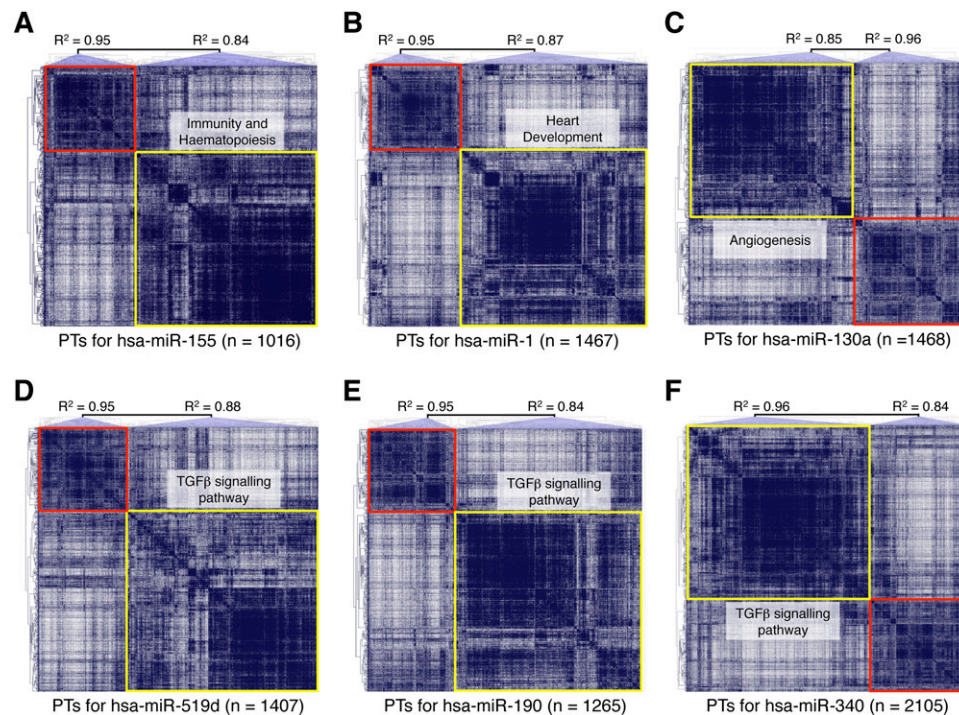 A
R² = 0.95 R² = 0.84
Immunity and
Haematopoiesis
PTs for hsa-miR-155 (n = 1016)
B
R² = 0.95 R² = 0.87
Heart
Development
PTs for hsa-miR-1 (n = 1467)
C
R² = 0.85 R² = 0.96
Angiogenesis
PTs for hsa-miR-130a (n =1468)
D
R² = 0.95 R² = 0.88
TGFβ signalling
pathway
PTs for hsa-miR-519d (n = 1407)
E
R² = 0.95 R² = 0.84
TGFβ signalling
pathway
PTs for hsa-miR-190 (n = 1265)
F
R² = 0.96 R² = 0.84
TGFβ signalling
pathway
PTs for hsa-miR-340 (n = 2105)